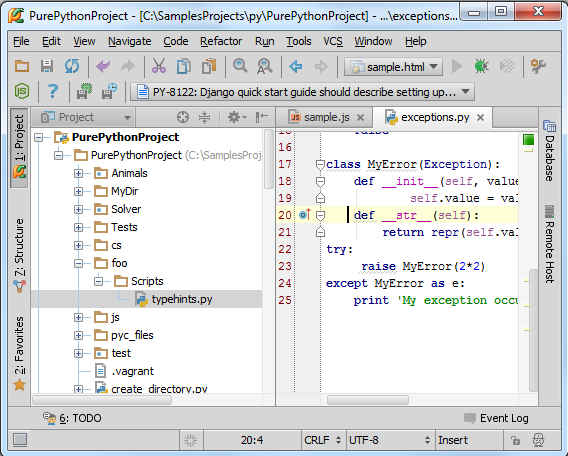 PurePythonProject - [C:\SamplesProjects\py\PurePythonProject] - ...\exceptions.py
File Edit View Navigate Code Refactor Run Tools VCS Window
sample.html
PY-8122: Django quick start guide should describe setting up...
1: Project
Z: Structure
2: Favorites
Project
PurePythonProject
PurePythonProject (C:\SamplesProj
Animals
MyDir
Solver
Tests
cs
foo
Scripts
typehints.py
js
pyc_files
test
.vagrant
create_directory.py
sample.js
exceptions.py
16 raise
17 class MyError(Exception):
18 def __init__(self, value
19 self.value = val
20 def __str__(self):
21 return repr(self.val
22 try:
23 raise MyError(2*2)
24 except MyError as e:
25 print 'My exception occu
Database
Remote Host
6: TODO
Event Log
20:4 CRLF UTF-8 Insert